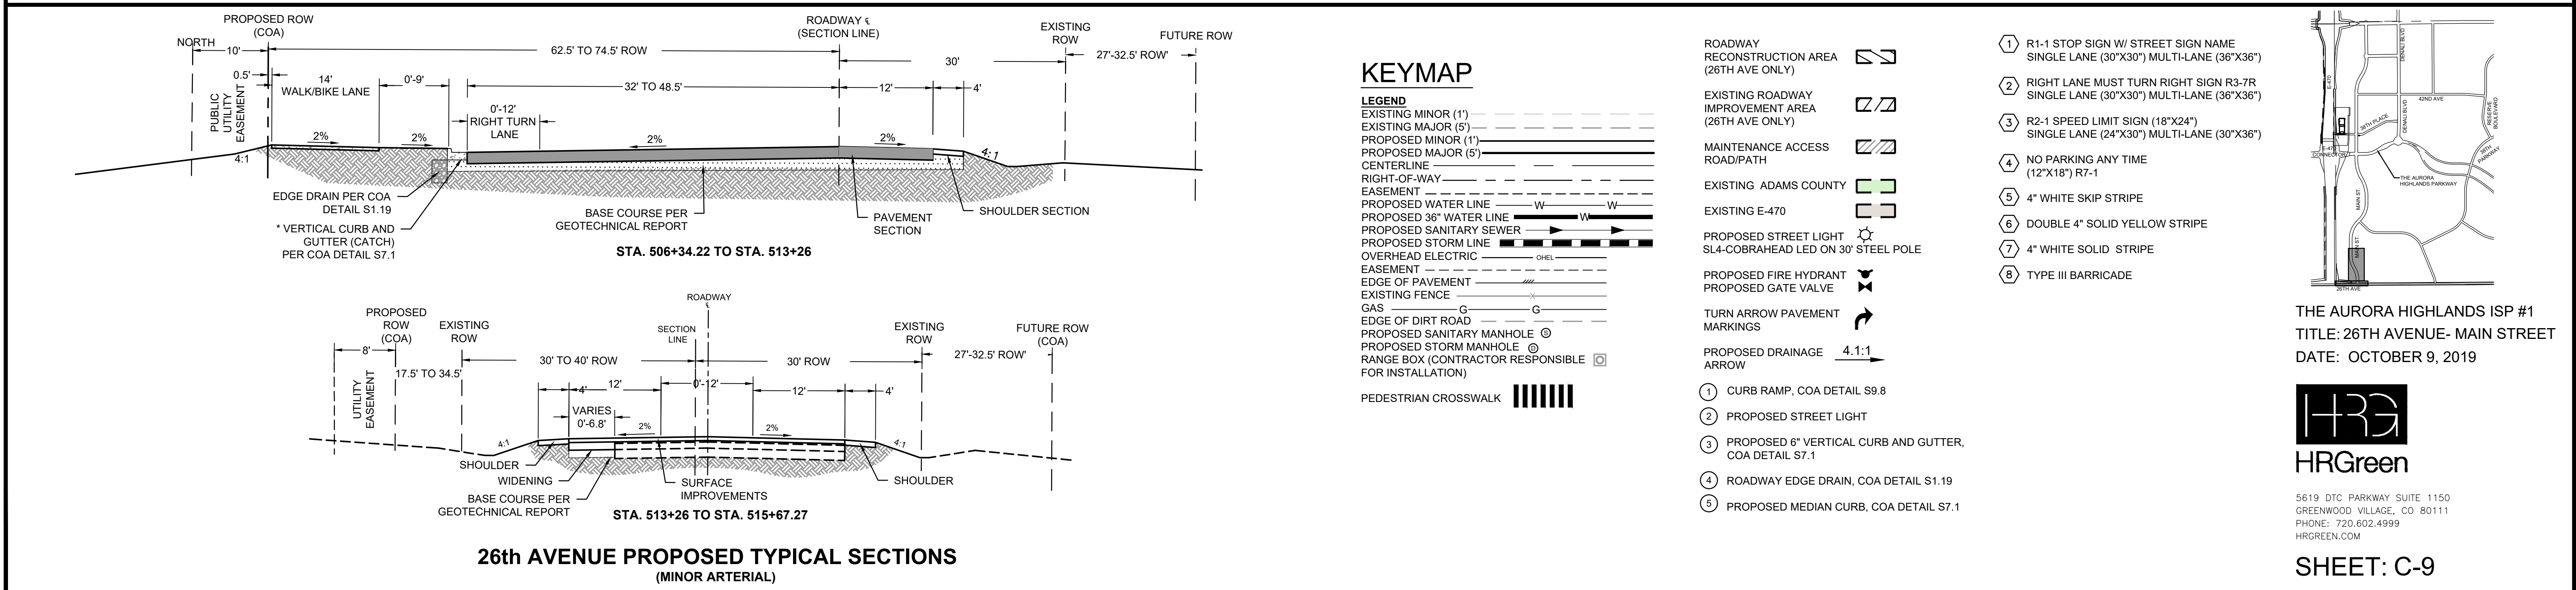 PROPOSED ROW
(COA)
ROADWAY ℄
(SECTION LINE)
EXISTING
ROW
FUTURE ROW
NORTH
10'
62.5' TO 74.5' ROW
27'-32.5' ROW'
30'
0.5'
14'
WALK/BIKE LANE
0'-9'
32' TO 48.5'
12'
4'
PUBLIC
UTILITY
EASEMENT
0'-12'
RIGHT TURN
LANE
2%
2%
2%
2%
4:1
4:1
EDGE DRAIN PER COA
DETAIL S1.19
* VERTICAL CURB AND
GUTTER (CATCH)
PER COA DETAIL S7.1
BASE COURSE PER
GEOTECHNICAL REPORT
PAVEMENT
SECTION
SHOULDER SECTION
STA. 506+34.22 TO STA. 513+26
PROPOSED
ROW
(COA)
EXISTING
ROW
SECTION
LINE
ROADWAY
℄
EXISTING
ROW
FUTURE ROW
(COA)
8'
30' TO 40' ROW
30' ROW
27'-32.5' ROW'
17.5' TO 34.5'
UTILITY
EASEMENT
4'
12'
0'-12'
12'
4'
VARIES
0'-6.8'
2%
2%
4:1
4:1
SHOULDER
WIDENING
BASE COURSE PER
GEOTECHNICAL REPORT
SURFACE
IMPROVEMENTS
SHOULDER
STA. 513+26 TO STA. 515+67.27
26th AVENUE PROPOSED TYPICAL SECTIONS
(MINOR ARTERIAL)
KEYMAP
LEGEND
EXISTING MINOR (1')
EXISTING MAJOR (5')
PROPOSED MINOR (1')
PROPOSED MAJOR (5')
CENTERLINE
RIGHT-OF-WAY
EASEMENT
PROPOSED WATER LINE W W
PROPOSED 36" WATER LINE W
PROPOSED SANITARY SEWER
PROPOSED STORM LINE
OVERHEAD ELECTRIC OHEL
EASEMENT
EDGE OF PAVEMENT
EXISTING FENCE X
GAS G G
EDGE OF DIRT ROAD
PROPOSED SANITARY MANHOLE S
PROPOSED STORM MANHOLE D
RANGE BOX (CONTRACTOR RESPONSIBLE
FOR INSTALLATION)
PEDESTRIAN CROSSWALK
ROADWAY
RECONSTRUCTION AREA
(26TH AVE ONLY)
EXISTING ROADWAY
IMPROVEMENT AREA
(26TH AVE ONLY)
MAINTENANCE ACCESS
ROAD/PATH
EXISTING ADAMS COUNTY
EXISTING E-470
PROPOSED STREET LIGHT
SL4-COBRAHEAD LED ON 30' STEEL POLE
PROPOSED FIRE HYDRANT
PROPOSED GATE VALVE
TURN ARROW PAVEMENT
MARKINGS
PROPOSED DRAINAGE
ARROW
4.1:1
1 CURB RAMP, COA DETAIL S9.8
2 PROPOSED STREET LIGHT
3 PROPOSED 6" VERTICAL CURB AND GUTTER,
COA DETAIL S7.1
4 ROADWAY EDGE DRAIN, COA DETAIL S1.19
5 PROPOSED MEDIAN CURB, COA DETAIL S7.1
1 R1-1 STOP SIGN W/ STREET SIGN NAME
SINGLE LANE (30"X30") MULTI-LANE (36"X36")
2 RIGHT LANE MUST TURN RIGHT SIGN R3-7R
SINGLE LANE (30"X30") MULTI-LANE (36"X36")
3 R2-1 SPEED LIMIT SIGN (18"X24")
SINGLE LANE (24"X30") MULTI-LANE (30"X36")
4 NO PARKING ANY TIME
(12"X18") R7-1
5 4" WHITE SKIP STRIPE
6 DOUBLE 4" SOLID YELLOW STRIPE
7 4" WHITE SOLID STRIPE
8 TYPE III BARRICADE
DENALI BLVD
E-470
42ND AVE
DENALI BLVD
RESERVE
BOULEVARD
38TH PLACE
38TH
PARKWAY
E-470
CONNECTOR
THE AURORA
HIGHLANDS PARKWAY
MAIN ST.
MAIN ST.
26TH AVE
THE AURORA HIGHLANDS ISP #1
TITLE: 26TH AVENUE- MAIN STREET
DATE: OCTOBER 9, 2019
HRG
HRGreen
5619 DTC PARKWAY SUITE 1150
GREENWOOD VILLAGE, CO 80111
PHONE: 720.602.4999
HRGREEN.COM
SHEET: C-9